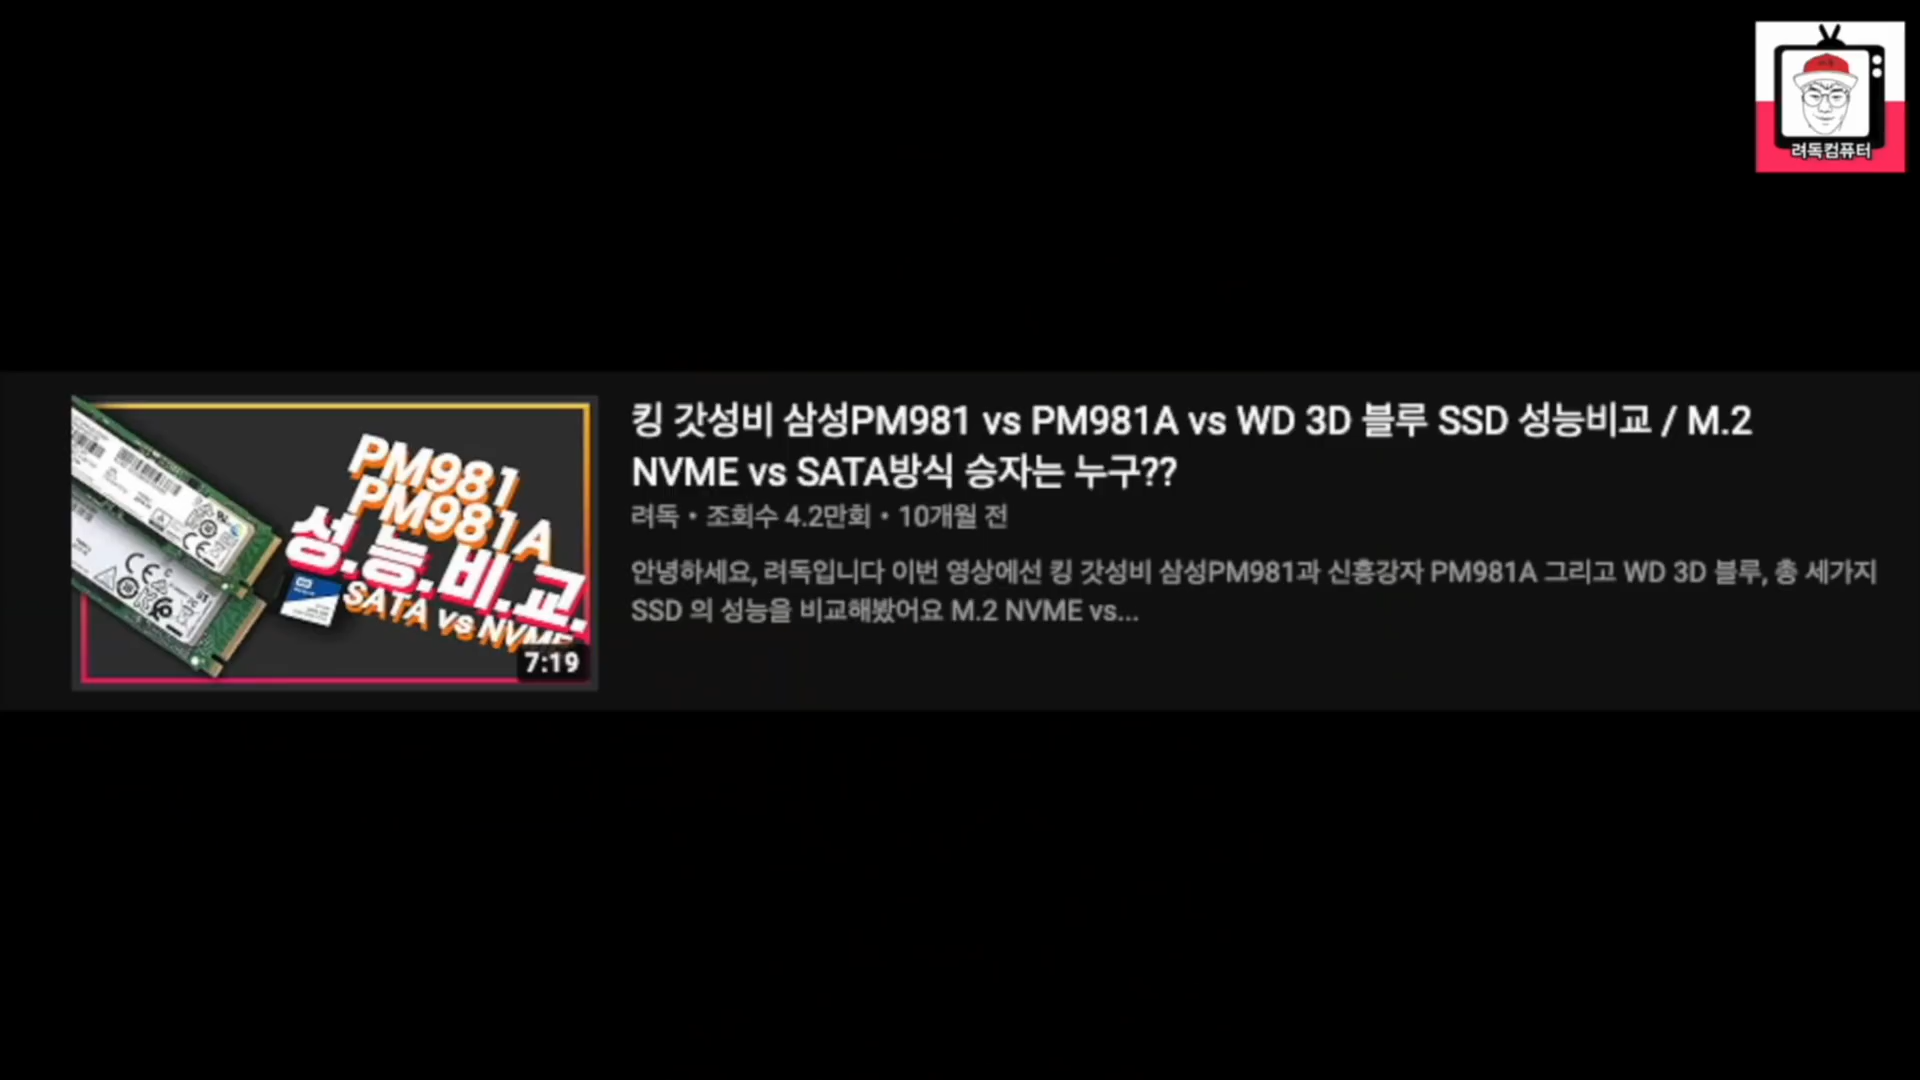 려독컴퓨터
PM981
PM981A
성.능.비.교.
SATA vs NVME
7:19
킹 갓성비 삼성PM981 vs PM981A vs WD 3D 블루 SSD 성능비교 / M.2
NVME vs SATA방식 승자는 누구??
려독 • 조회수 4.2만회 • 10개월 전
안녕하세요, 려독입니다 이번 영상에선 킹 갓성비 삼성PM981과 신흥강자 PM981A 그리고 WD 3D 블루, 총 세가지
SSD 의 성능을 비교해봤어요 M.2 NVME vs...